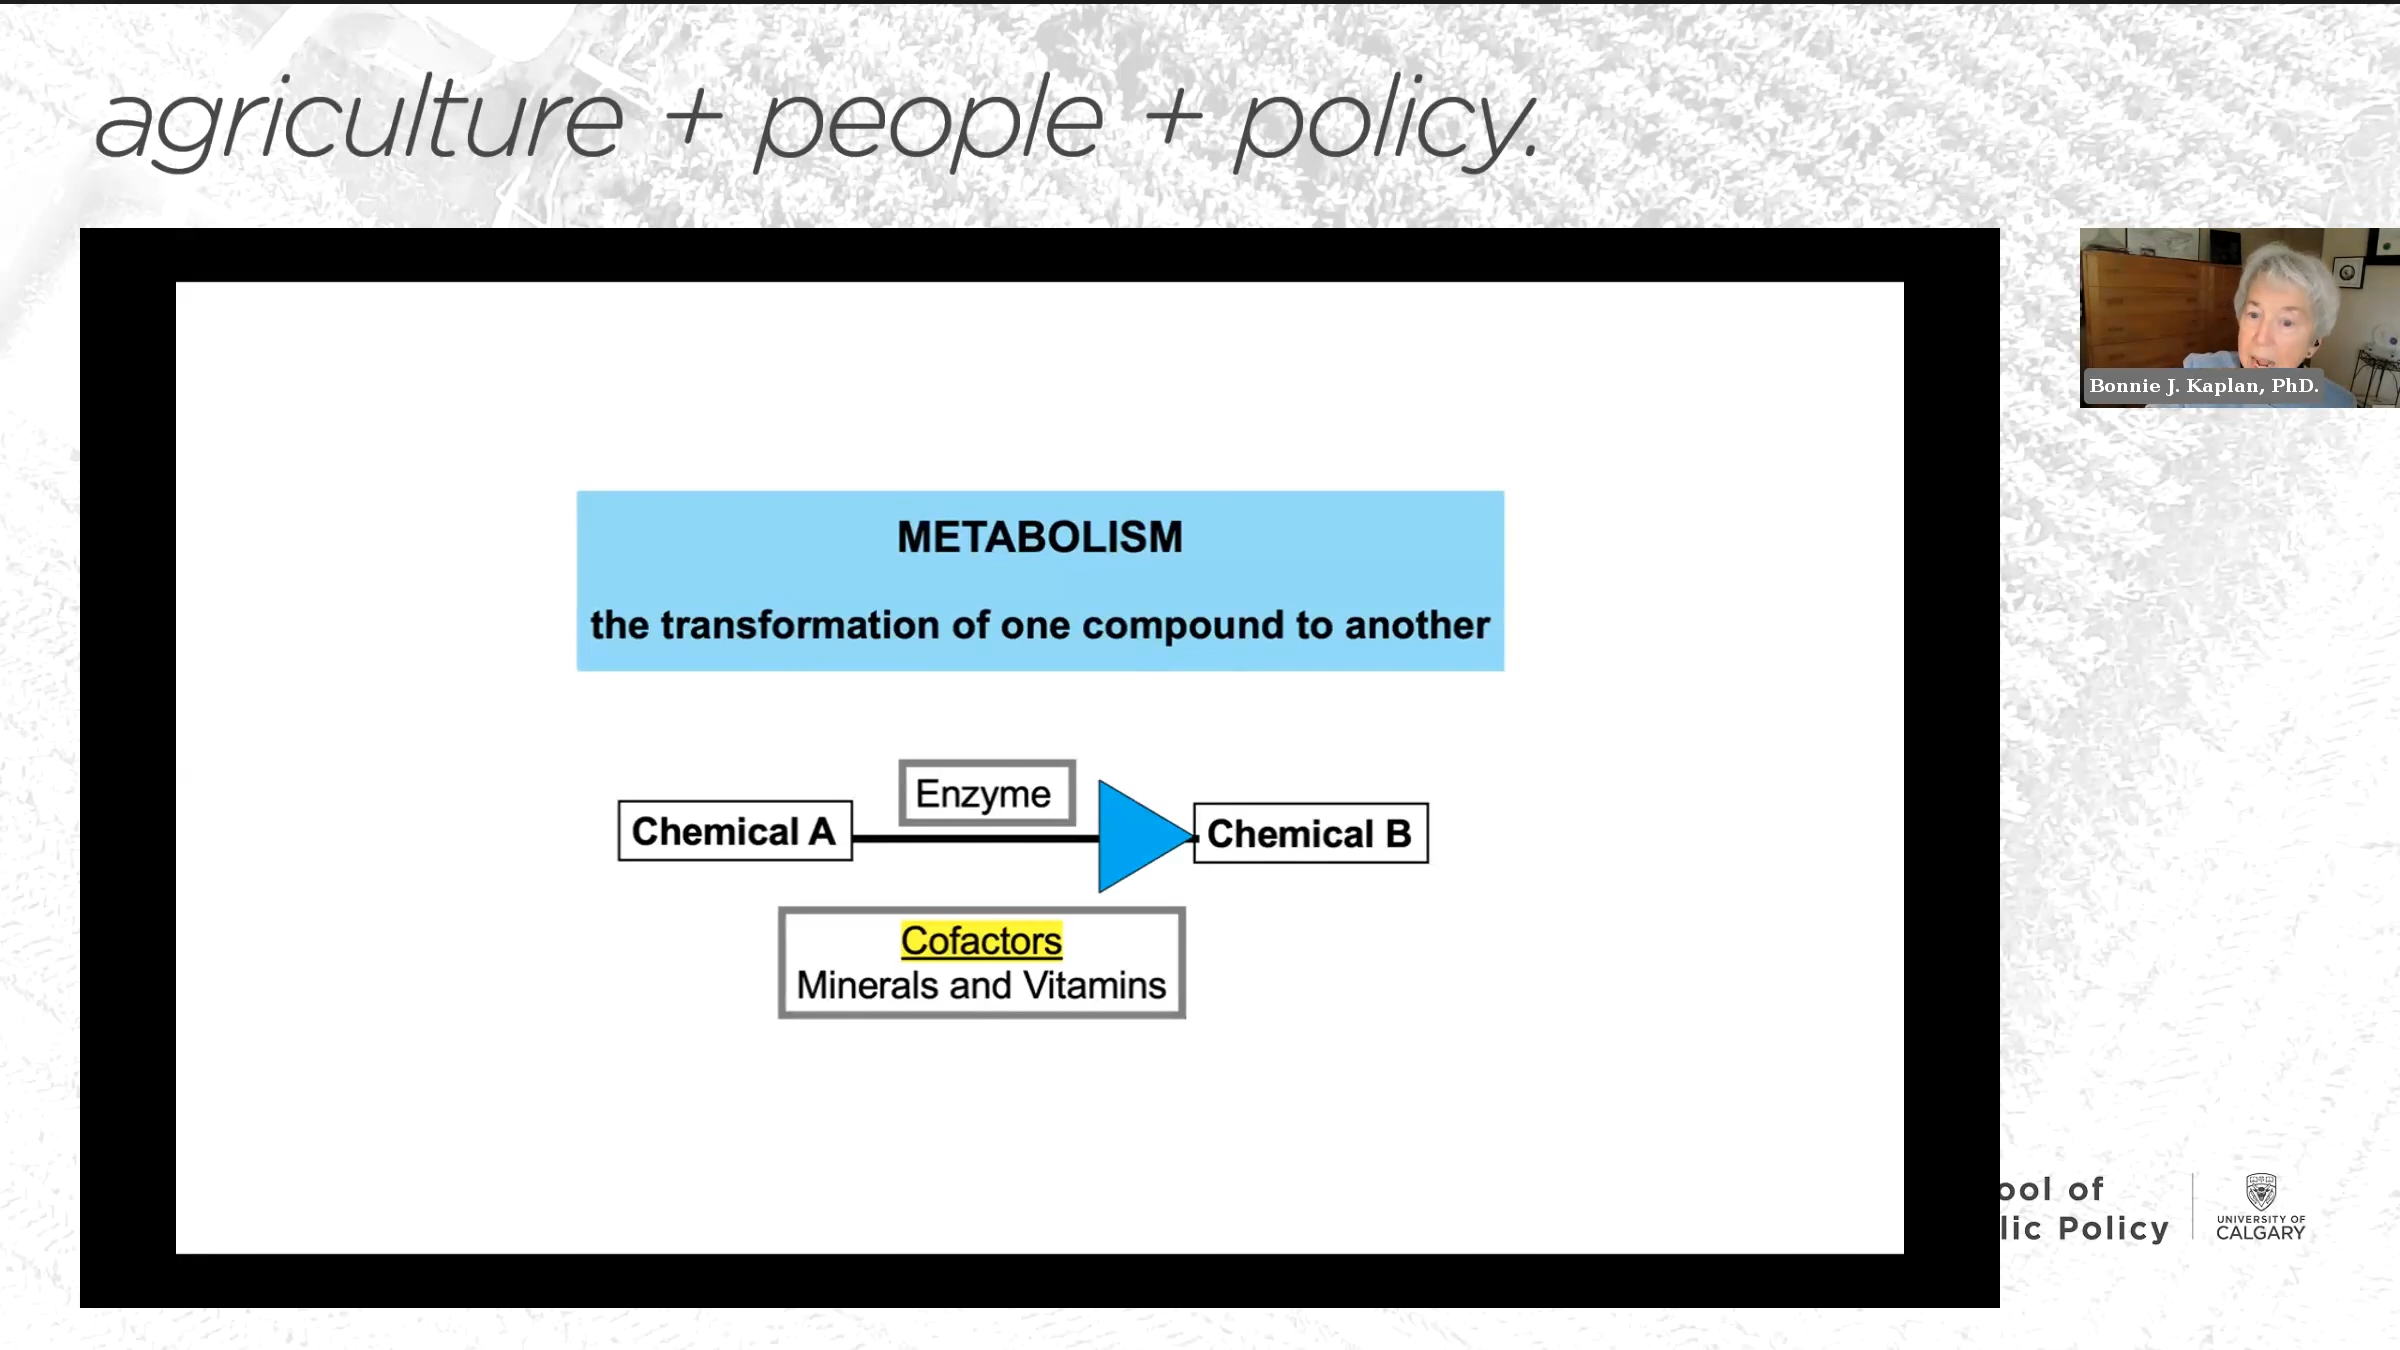 agriculture + people + policy.
Bonnie J. Kaplan, PhD.
METABOLISM
the transformation of one compound to another
Enzyme
Chemical A
Chemical B
Cofactors
Minerals and Vitamins
ool of
lic Policy
UNIVERSITY OF
CALGARY